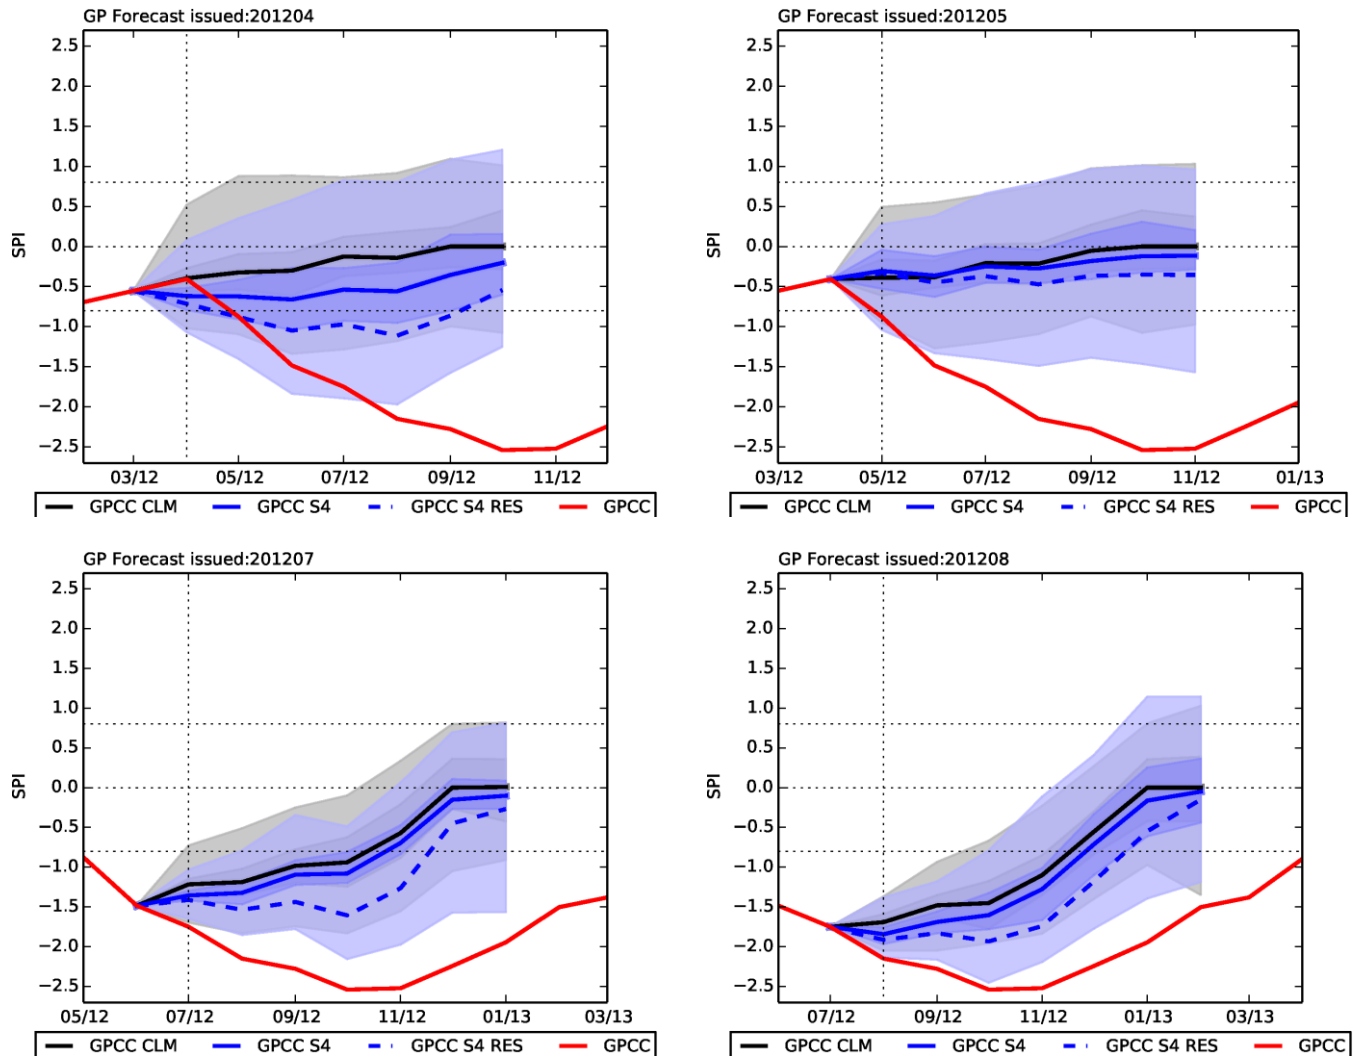 GP Forecast issued:201204
2.5
2.0
1.5
1.0
0.5
0.0
−0.5
−1.0
−1.5
−2.0
−2.5
SPI
03/12 05/12 07/12 09/12 11/12
GPCC CLM GPCC S4 GPCC S4 RES GPCC
GP Forecast issued:201205
2.5
2.0
1.5
1.0
0.5
0.0
−0.5
−1.0
−1.5
−2.0
−2.5
SPI
03/12 05/12 07/12 09/12 11/12 01/13
GPCC CLM GPCC S4 GPCC S4 RES GPCC
GP Forecast issued:201207
2.5
2.0
1.5
1.0
0.5
0.0
−0.5
−1.0
−1.5
−2.0
−2.5
SPI
05/12 07/12 09/12 11/12 01/13 03/13
GPCC CLM GPCC S4 GPCC S4 RES GPCC
GP Forecast issued:201208
2.5
2.0
1.5
1.0
0.5
0.0
−0.5
−1.0
−1.5
−2.0
−2.5
SPI
07/12 09/12 11/12 01/13 03/13
GPCC CLM GPCC S4 GPCC S4 RES GPCC